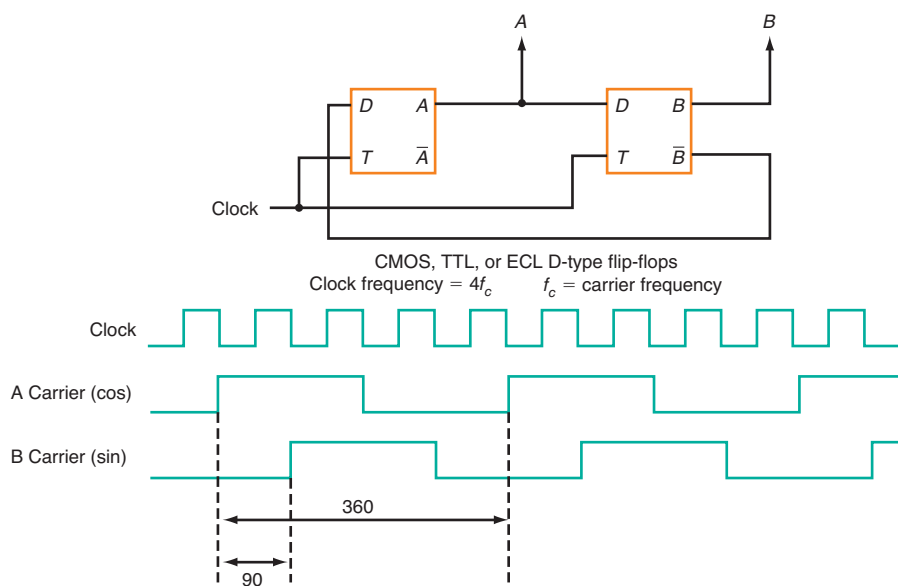 A
B
D
A
T
A̅
D
B
T
B̅
Clock
CMOS, TTL, or ECL D-type flip-flops
Clock frequency = 4f_c f_c = carrier frequency
Clock
A Carrier (cos)
B Carrier (sin)
360
90